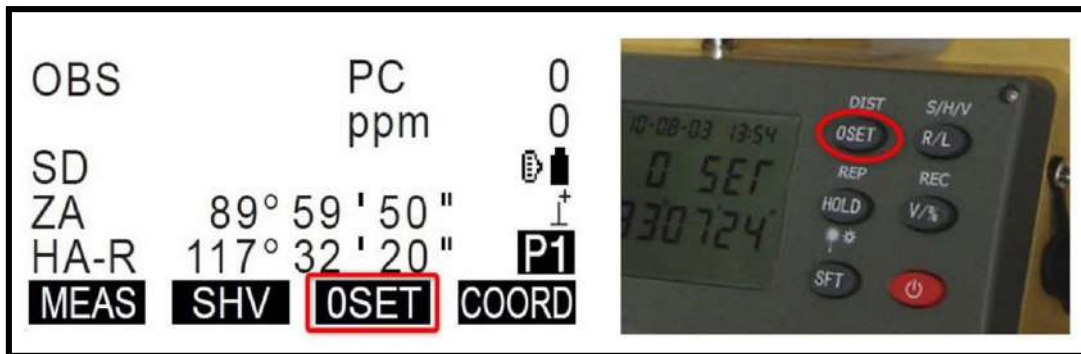 OBS PC 0
ppm 0
SD
ZA 89° 59 ' 50 "
HA-R 117° 32 ' 20 " P1
MEAS SHV 0SET COORD
DIST S/H/V
10-08-03 13:54 0SET R/L
0 SET REP REC
330724 HOLD V/%
SFT